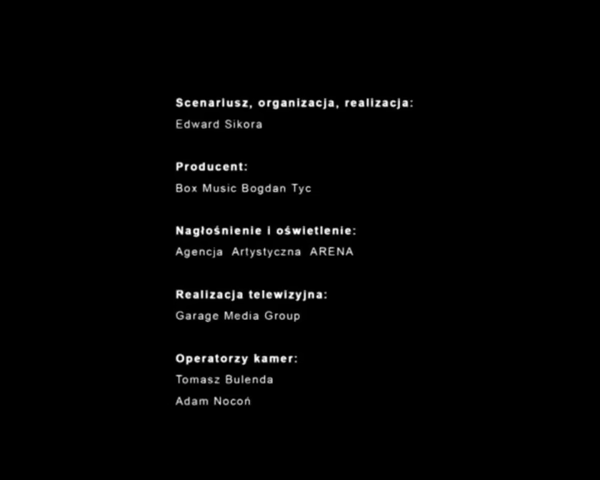 Scenariusz, organizacja, realizacja:
Edward Sikora
Producent:
Box Music Bogdan Tyc
Nagłośnienie i oświetlenie:
Agencja Artystyczna ARENA
Realizacja telewizyjna:
Garage Media Group
Operatorzy kamer:
Tomasz Bulenda
Adam Nocoń